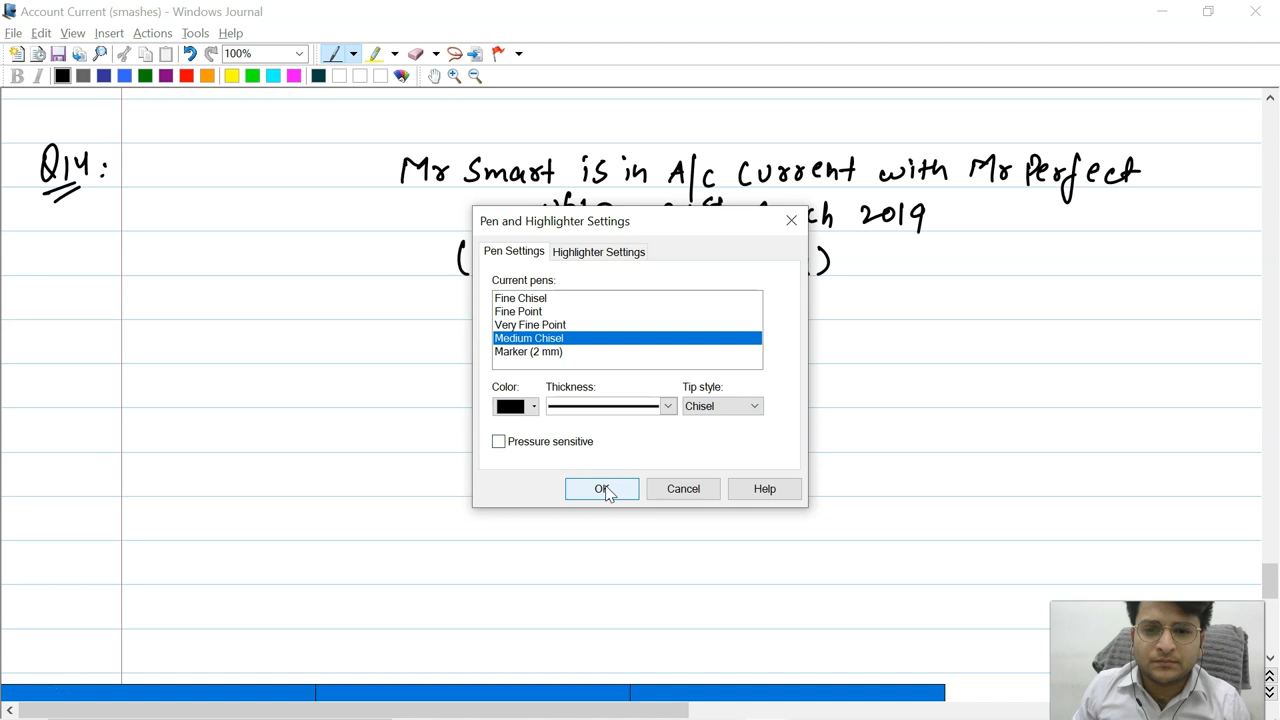 Account Current (smashes) - Windows Journal
File Edit View Insert Actions Tools Help
100%
B I
Q14:
Mr Smart is in A/c Current with Mr Perfect
ch 2019
( )
Pen and Highlighter Settings
Pen Settings Highlighter Settings
Current pens:
Fine Chisel
Fine Point
Very Fine Point
Medium Chisel
Marker (2 mm)
Color: Thickness: Tip style:
Chisel
Pressure sensitive
OK Cancel Help